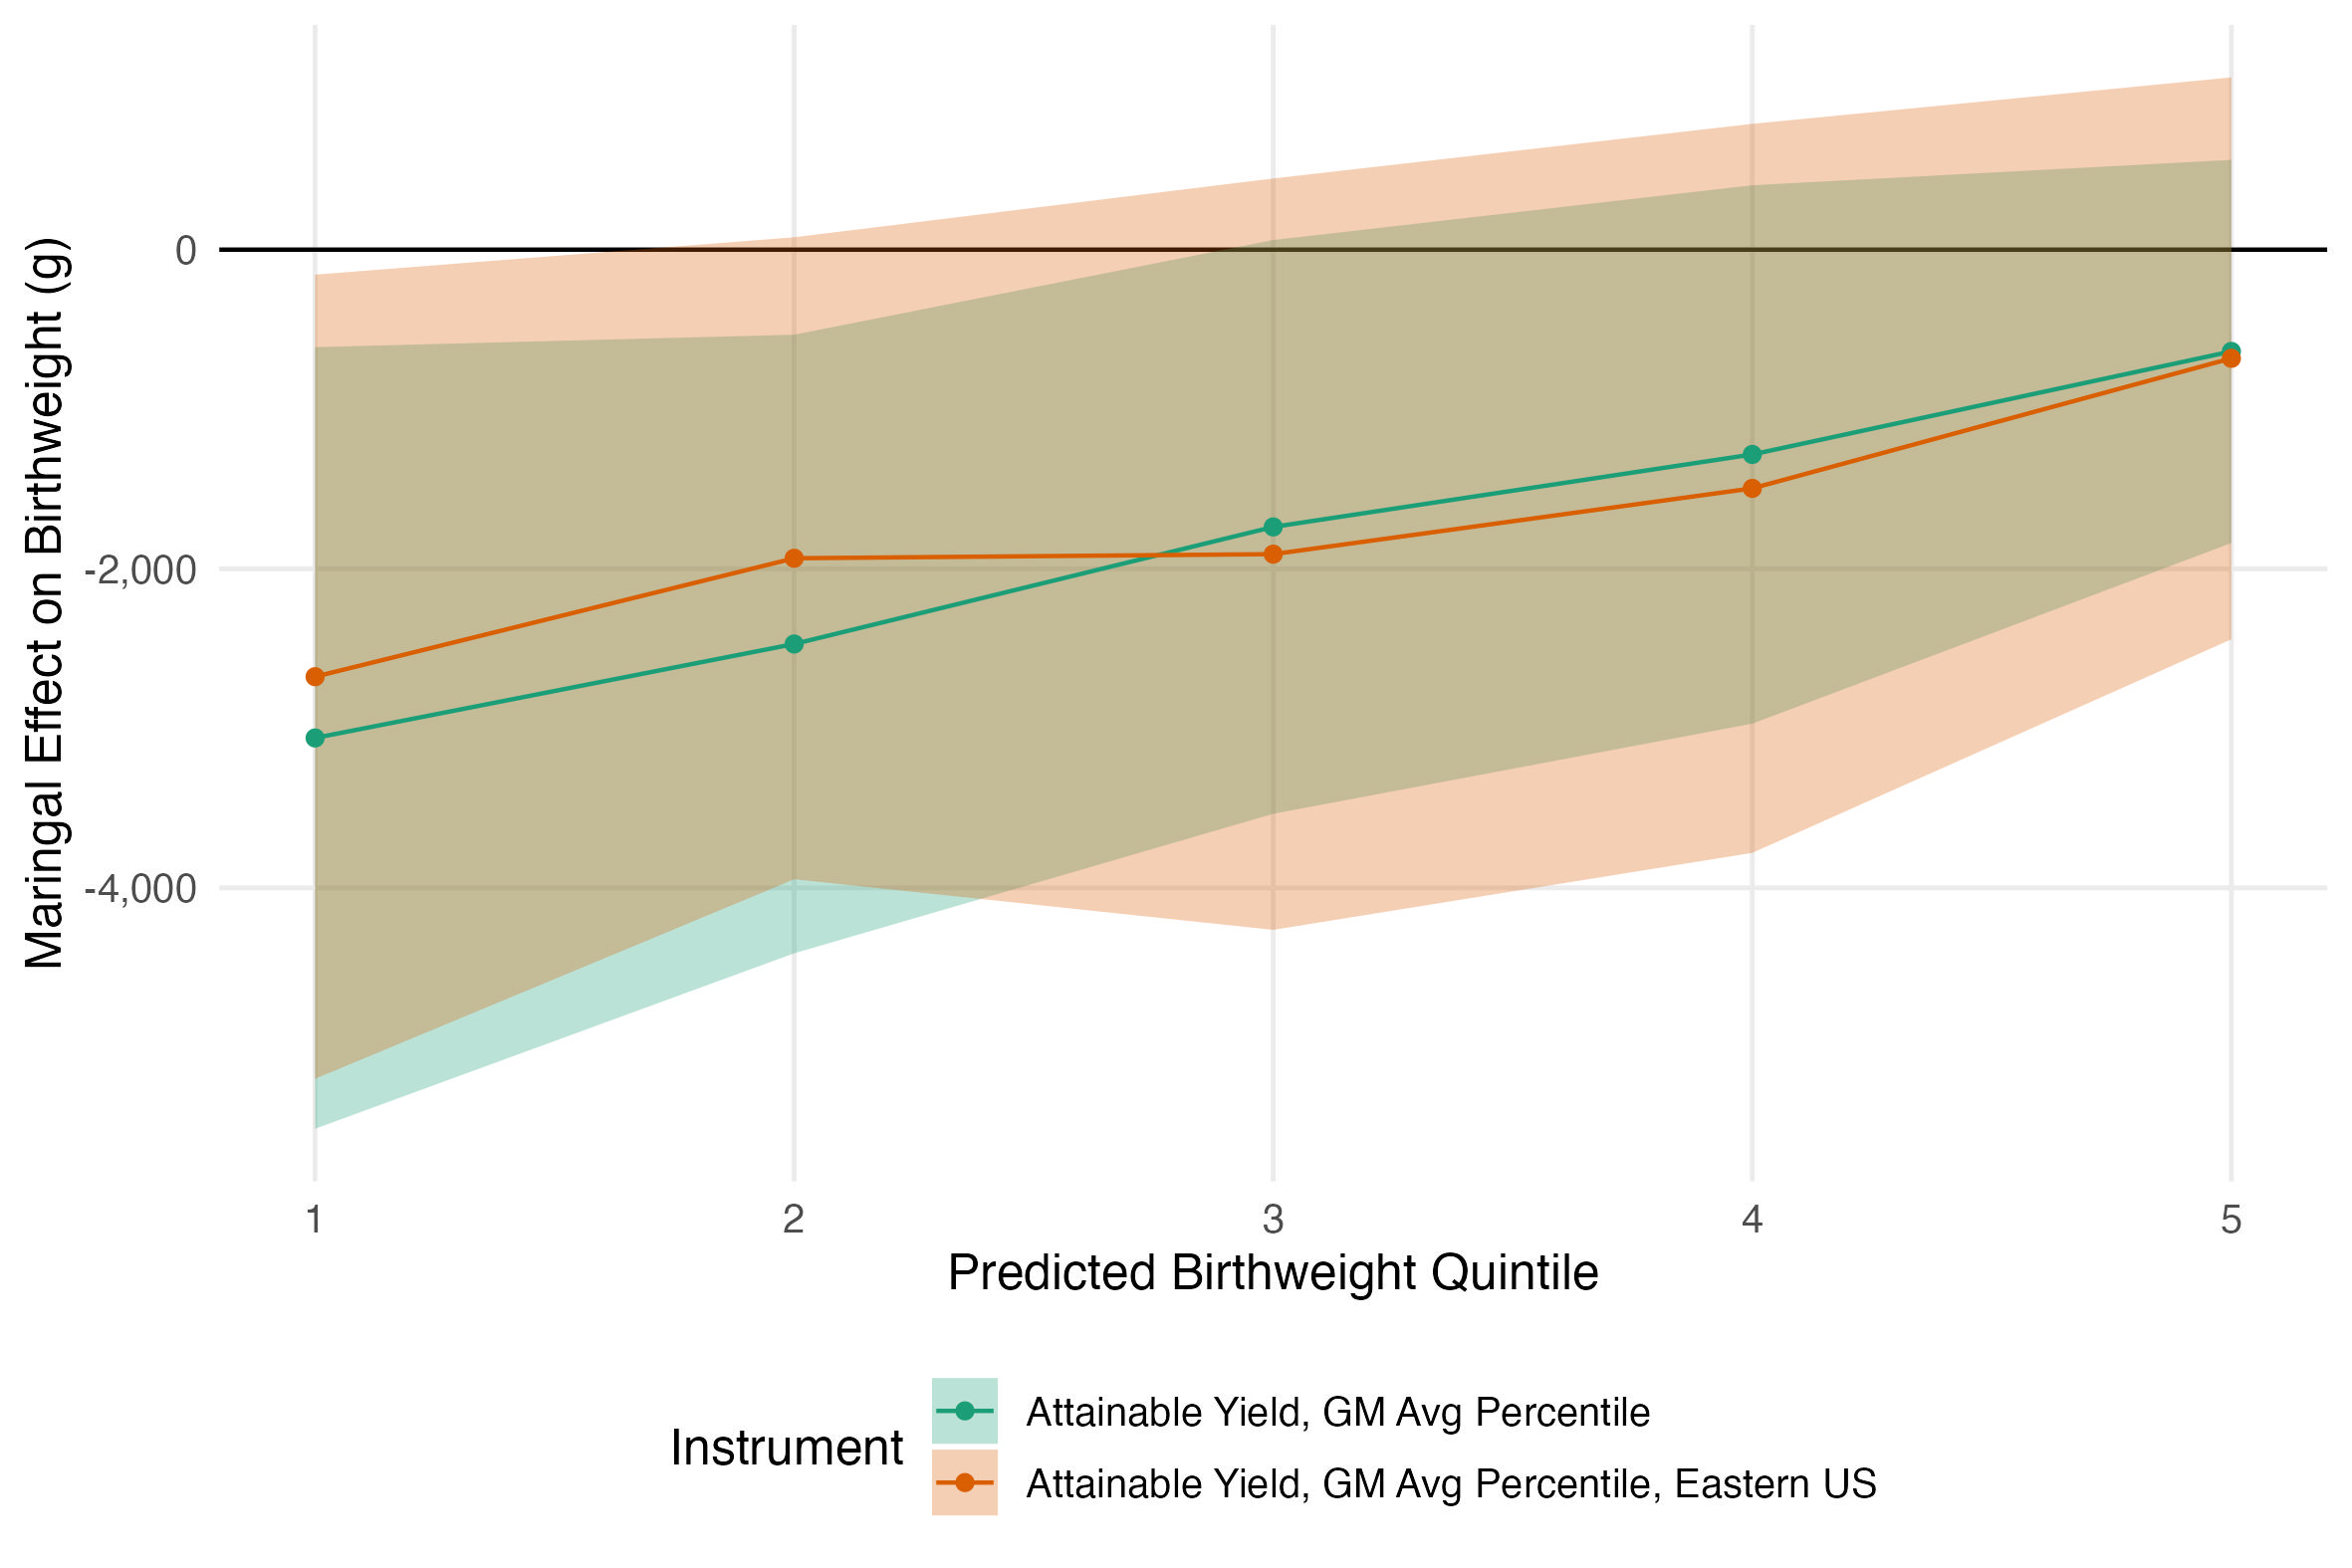 Maringal Effect on Birthweight (g)
0
-2,000
-4,000
1 2 3 4 5
Predicted Birthweight Quintile
Instrument
Attainable Yield, GM Avg Percentile
Attainable Yield, GM Avg Percentile, Eastern US